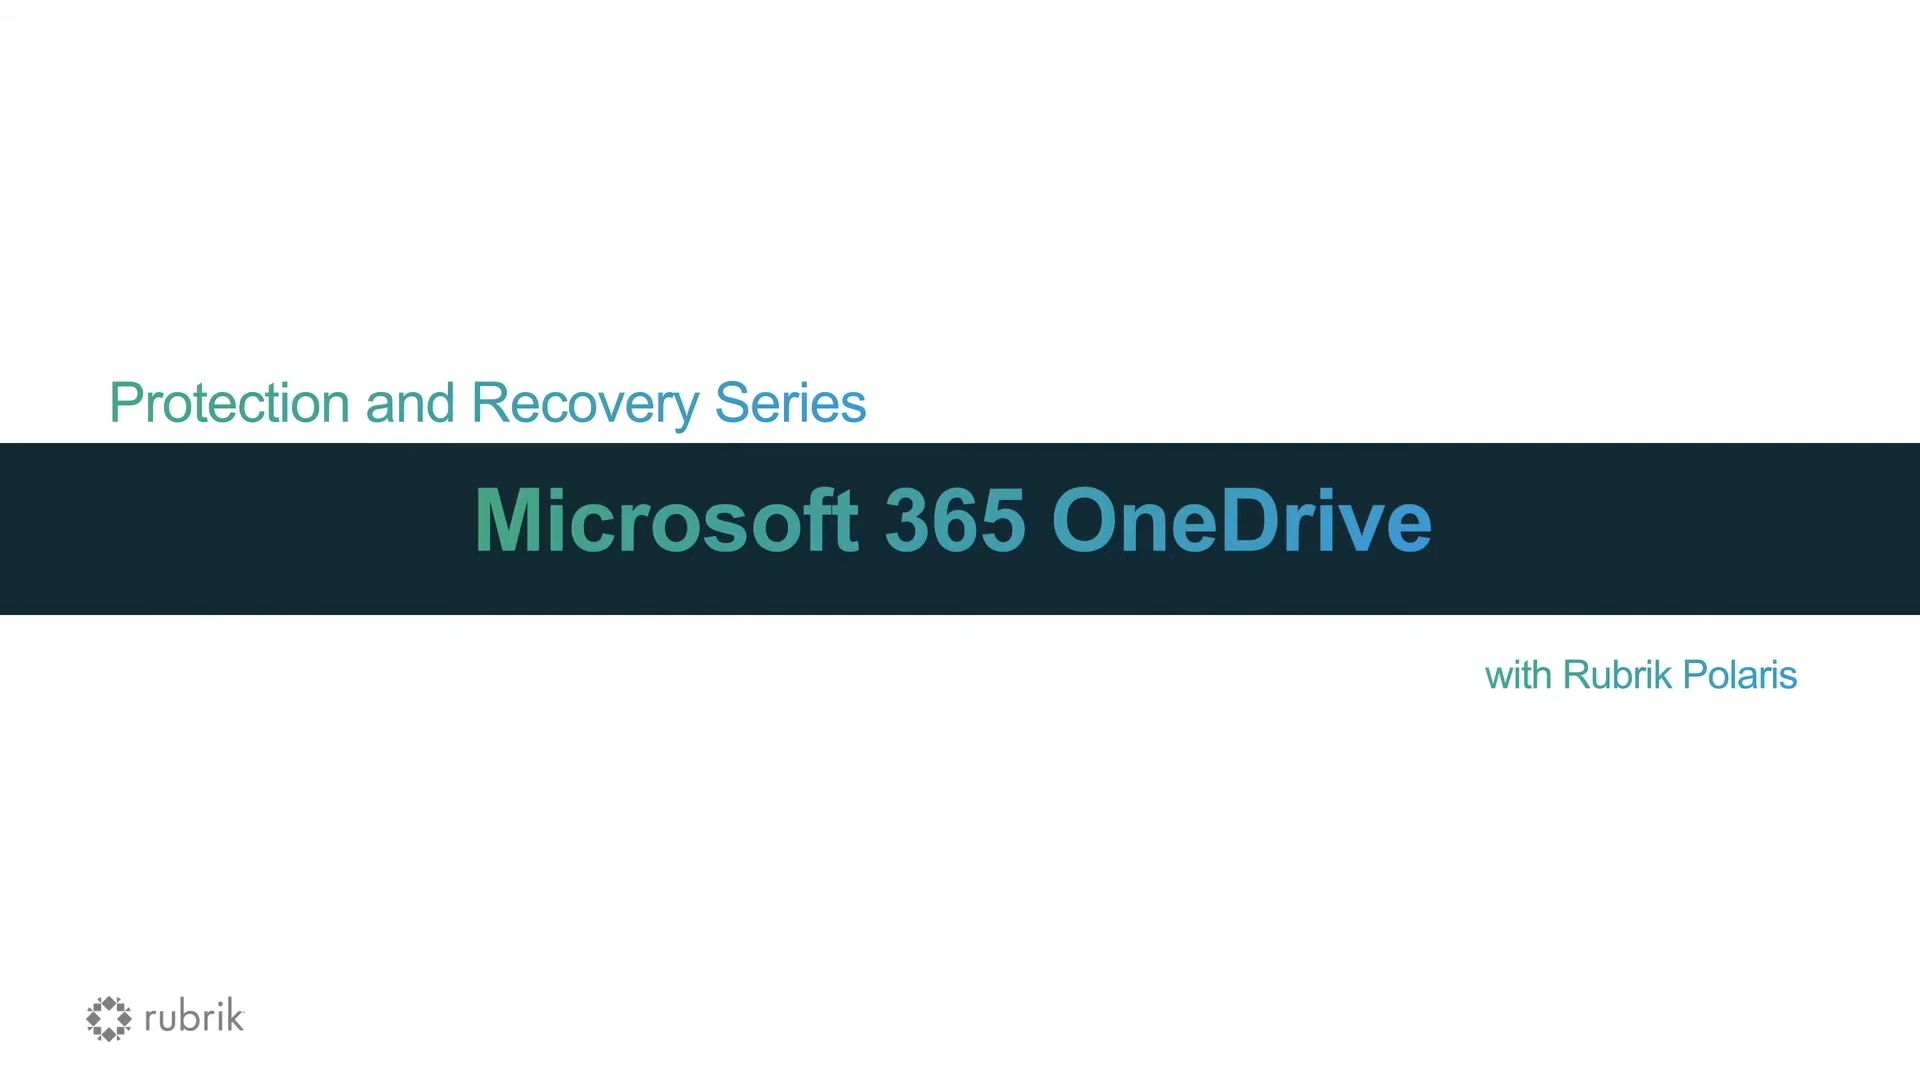 Protection and Recovery Series
Microsoft 365 OneDrive
with Rubrik Polaris
rubrik